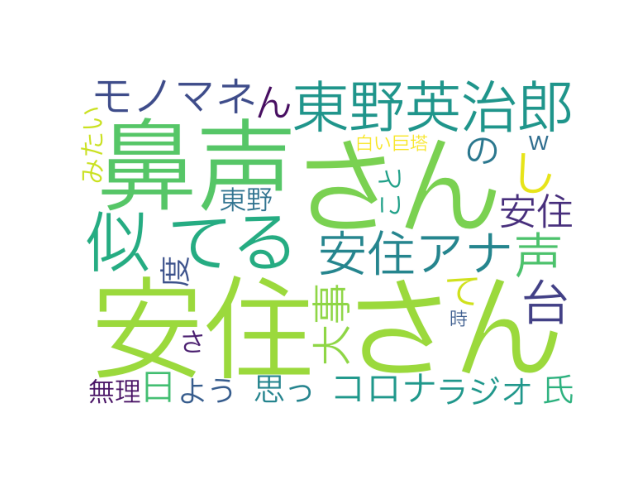 モノマネ
ん
東野英治郎
みたい
鼻声
さん
白い巨塔
の
w
し
東野
安住
似てる
安住アナ
声
度
安住さん
大事
て
台
さ
時
無理
日
よう
思っ
コロナ
ラジオ
氏